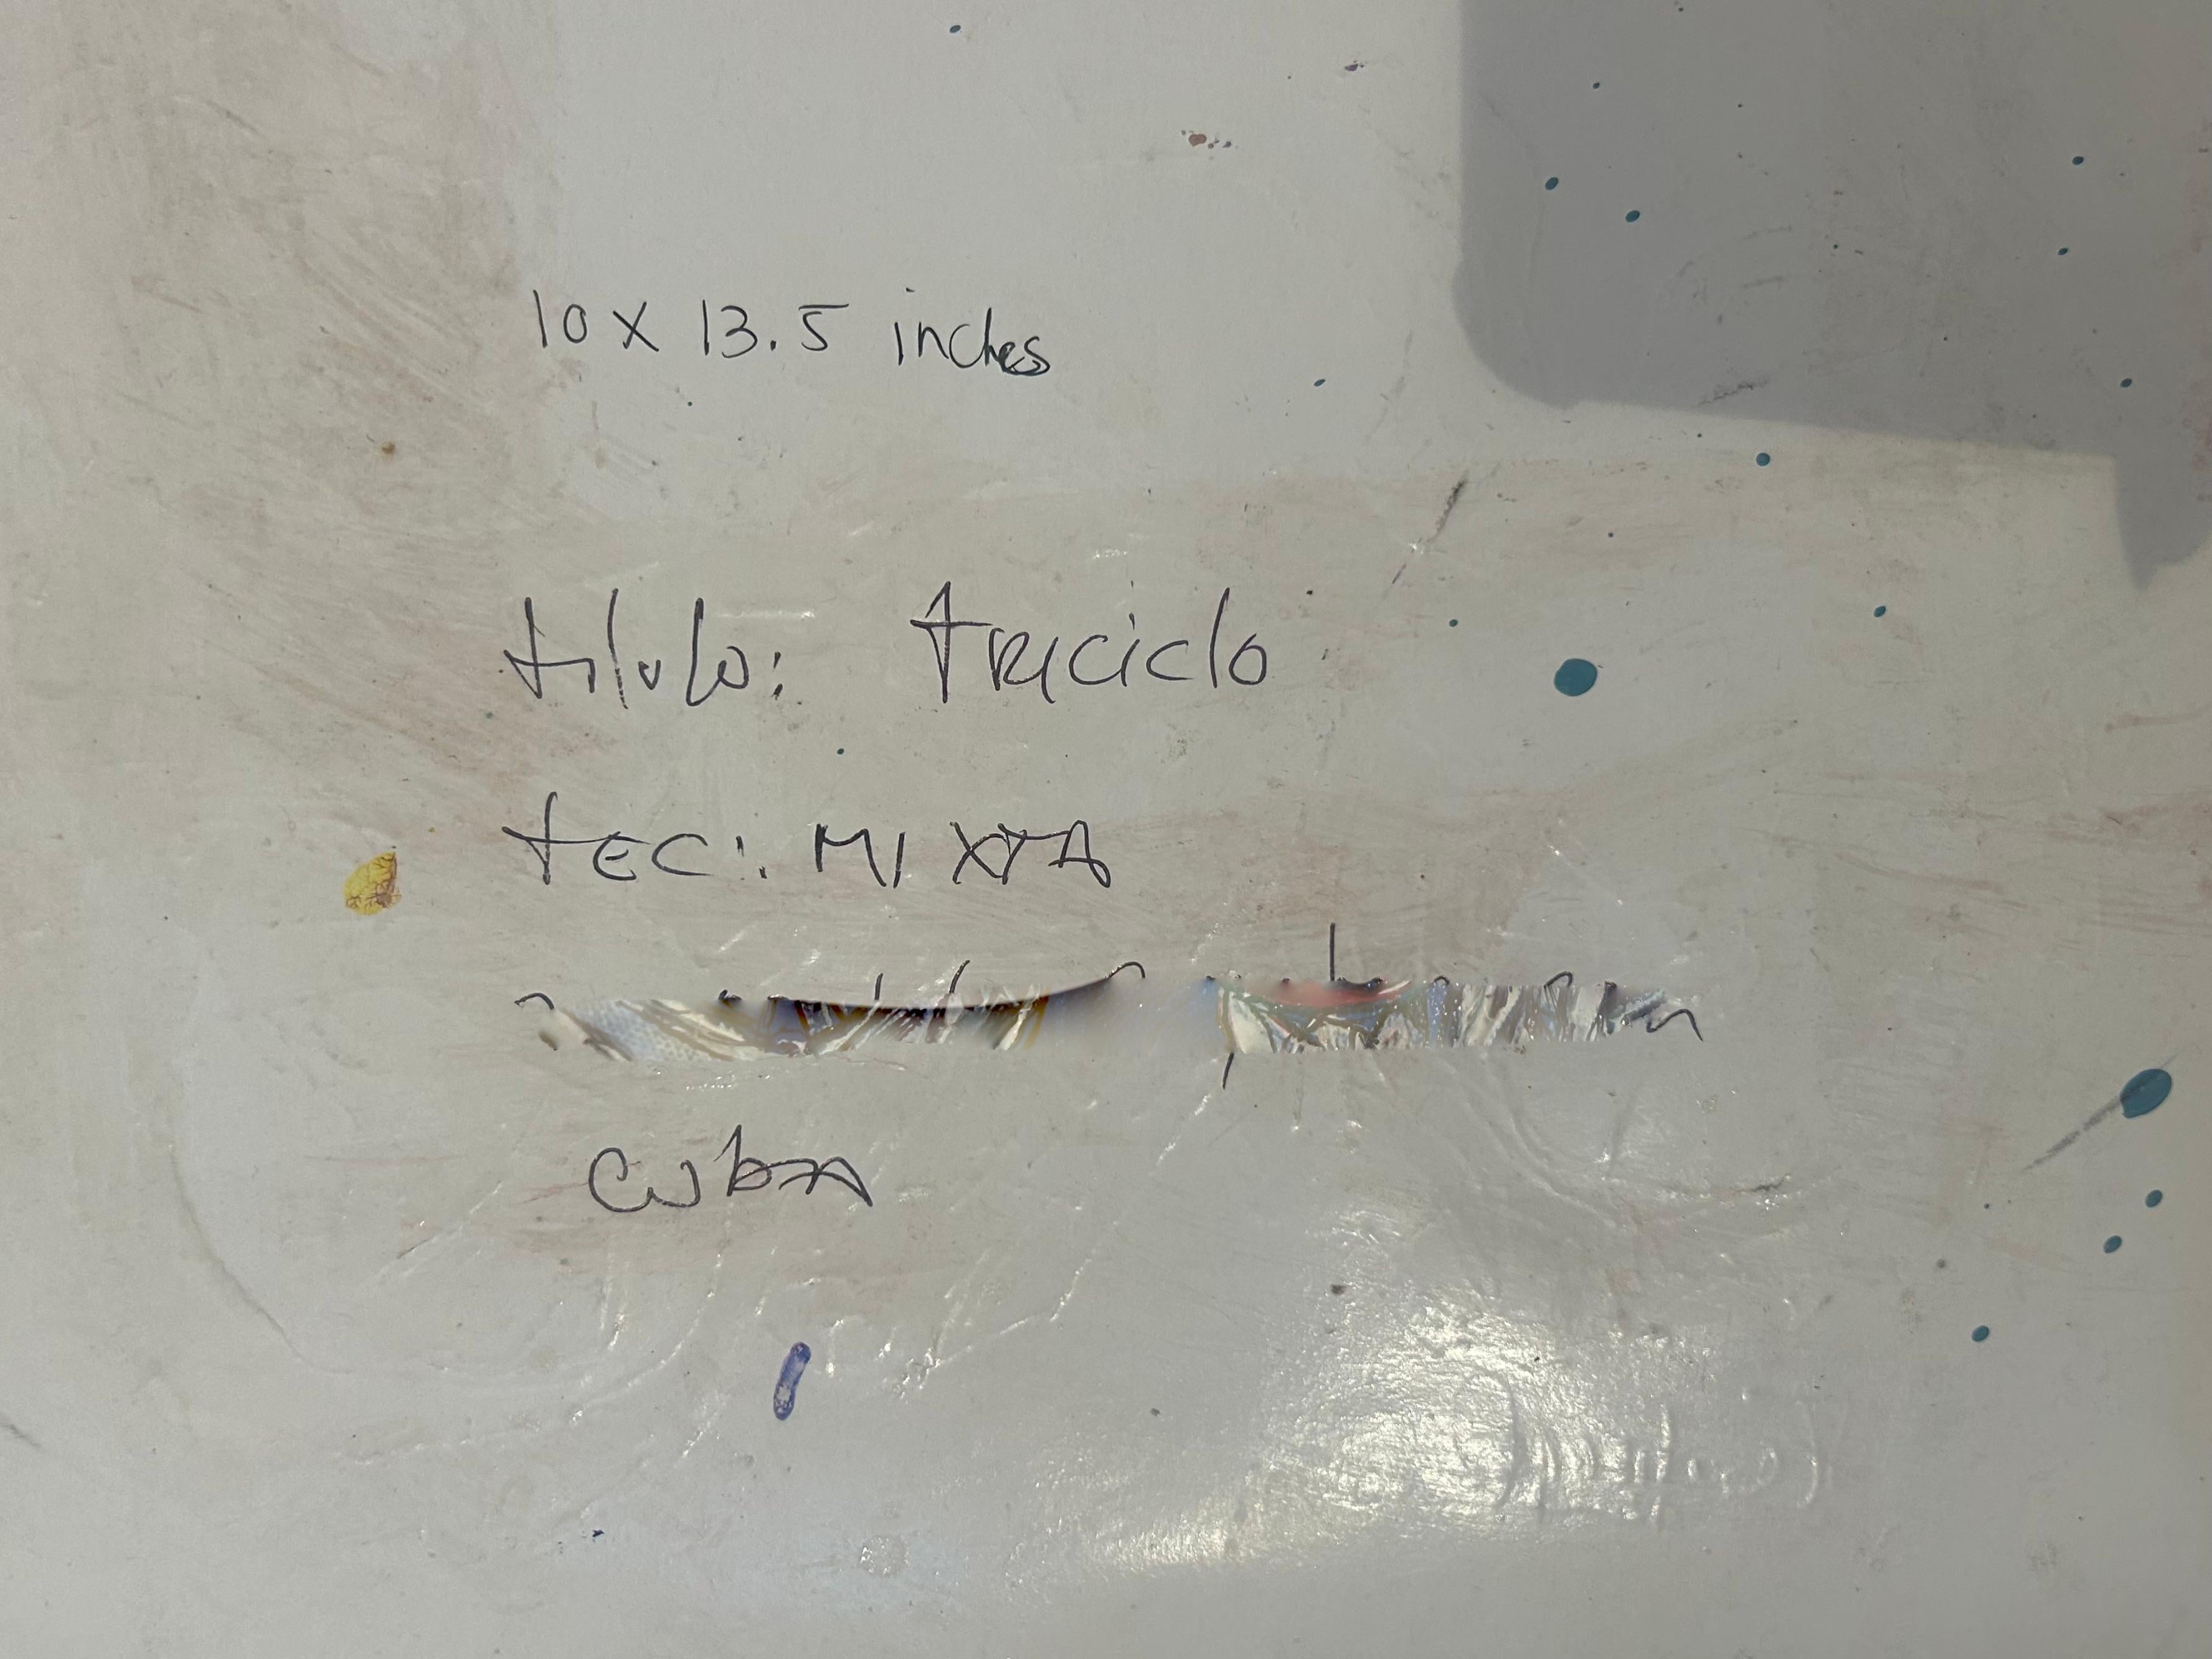 10 x 13.5 inches
titulo: triciclo
tec: MIXTA
cuba